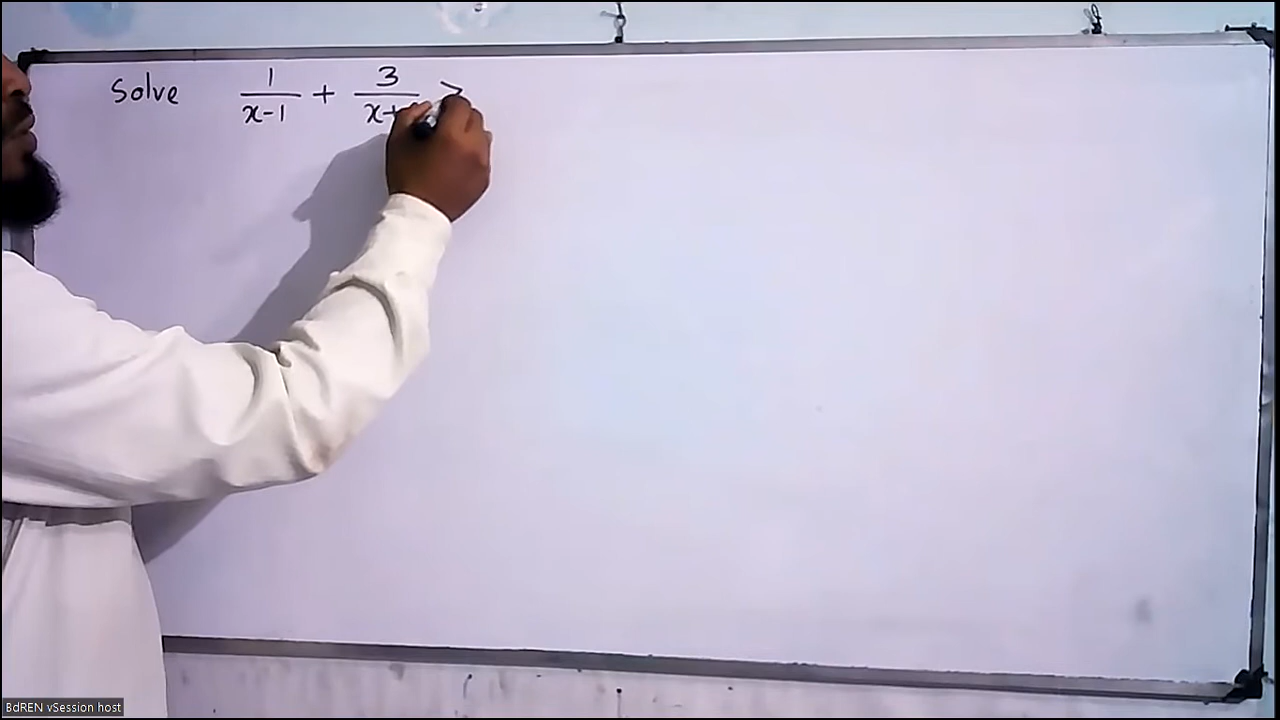 Solve 1/(x-1) + 3/(x+ >
BdREN vSession host